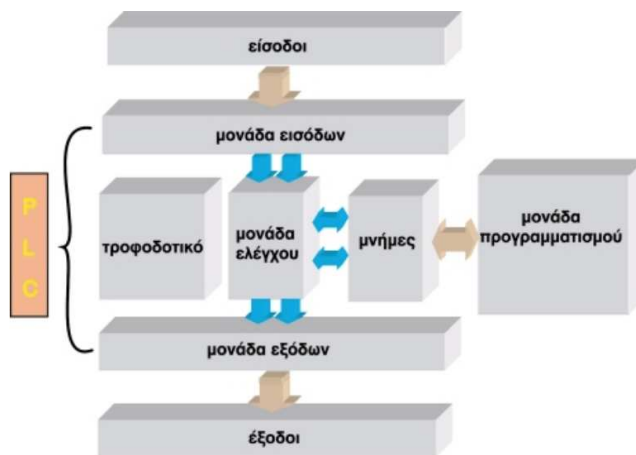 είσοδοι
μονάδα εισόδων
P
L
C
τροφοδοτικό
μονάδα
ελέγχου
μνήμες
μονάδα
προγραμματισμού
μονάδα εξόδων
έξοδοι